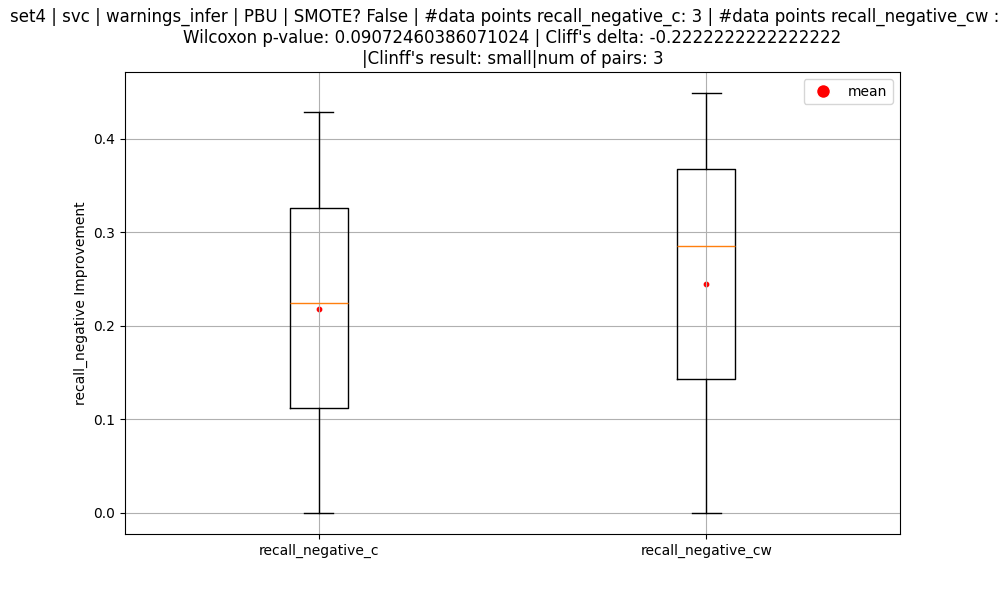 set4 | svc | warnings_infer | PBU | SMOTE? False | #data points recall_negative_c: 3 | #data points recall_negative_cw :
Wilcoxon p-value: 0.09072460386071024 | Cliff's delta: -0.2222222222222222
|Clinff's result: small|num of pairs: 3
mean
0.4
0.3
0.2
0.1
0.0
recall_negative Improvement
recall_negative_c
recall_negative_cw